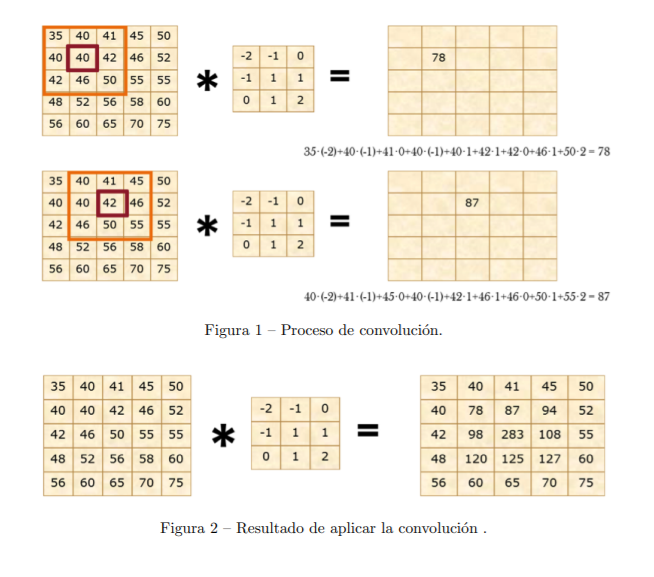 35 40 41 45 50
40 40 42 46 52
42 46 50 55 55
48 52 56 58 60
56 60 65 70 75
*
-2 -1 0
-1 1 1
0 1 2
=
78
35·(-2)+40·(-1)+41·0+40·(-1)+40·1+42·1+42·0+46·1+50·2 = 78
35 40 41 45 50
40 40 42 46 52
42 46 50 55 55
48 52 56 58 60
56 60 65 70 75
*
-2 -1 0
-1 1 1
0 1 2
=
87
40·(-2)+41·(-1)+45·0+40·(-1)+42·1+46·1+46·0+50·1+55·2 = 87
Figura 1 – Proceso de convolución.
35 40 41 45 50
40 40 42 46 52
42 46 50 55 55
48 52 56 58 60
56 60 65 70 75
*
-2 -1 0
-1 1 1
0 1 2
=
35 40 41 45 50
40 78 87 94 52
42 98 283 108 55
48 120 125 127 60
56 60 65 70 75
Figura 2 – Resultado de aplicar la convolución .